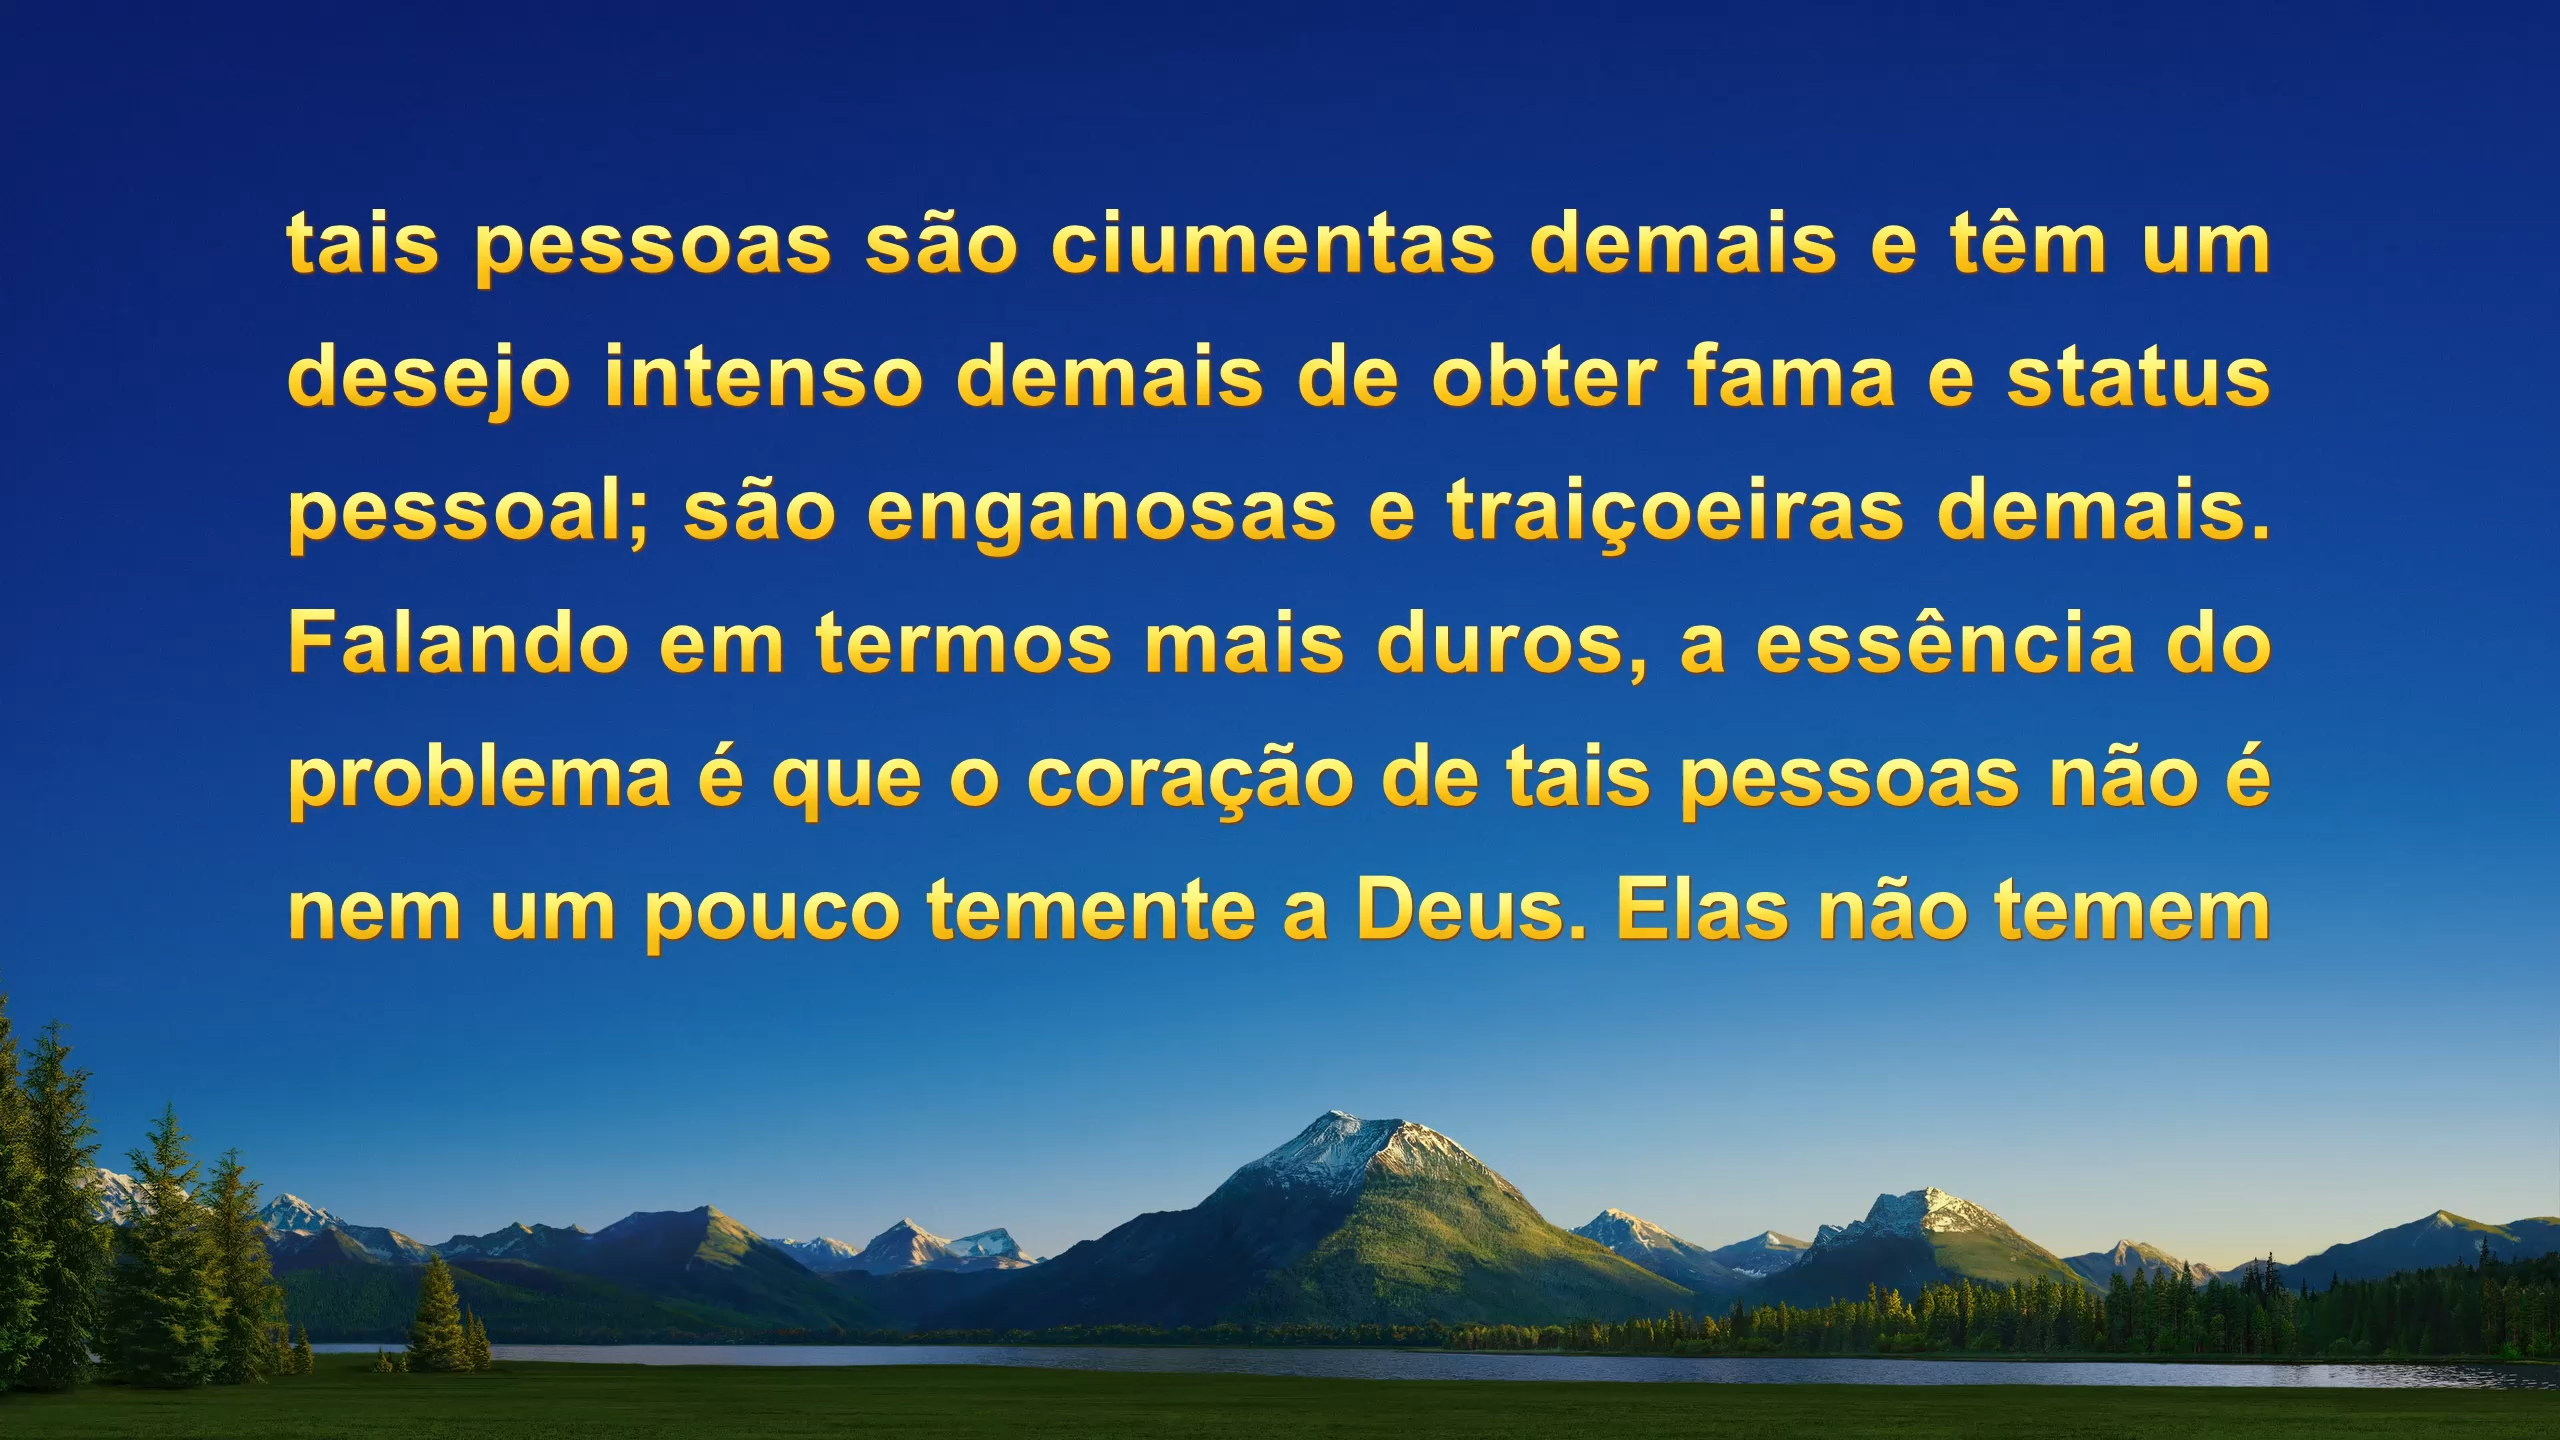 tais pessoas são ciumentas demais e têm um
desejo intenso demais de obter fama e status
pessoal; são enganosas e traiçoeiras demais.
Falando em termos mais duros, a essência do
problema é que o coração de tais pessoas não é
nem um pouco temente a Deus. Elas não temem